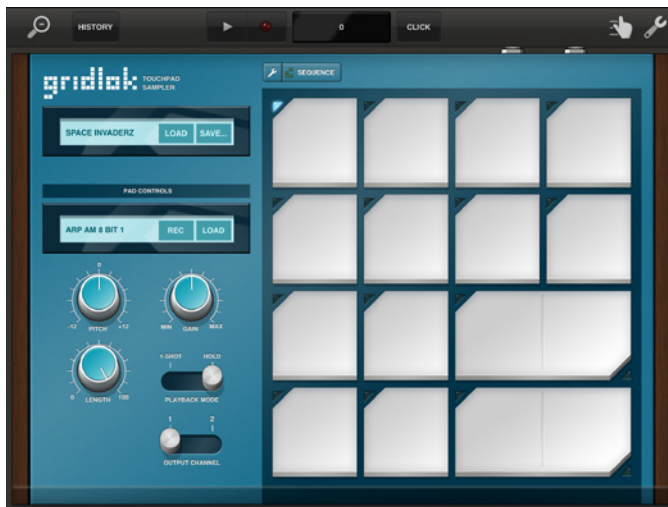 HISTORY
0
CLICK
gridlok TOUCHPAD
SAMPLER
SEQUENCE
SPACE INVADERZ LOAD SAVE...
PAD CONTROLS
ARP AM 8 BIT 1 REC LOAD
0
-12 PITCH +12
MIN GAIN MAX
1-SHOT HOLD
0 LENGTH 100
PLAYBACK MODE
1 2
OUTPUT CHANNEL